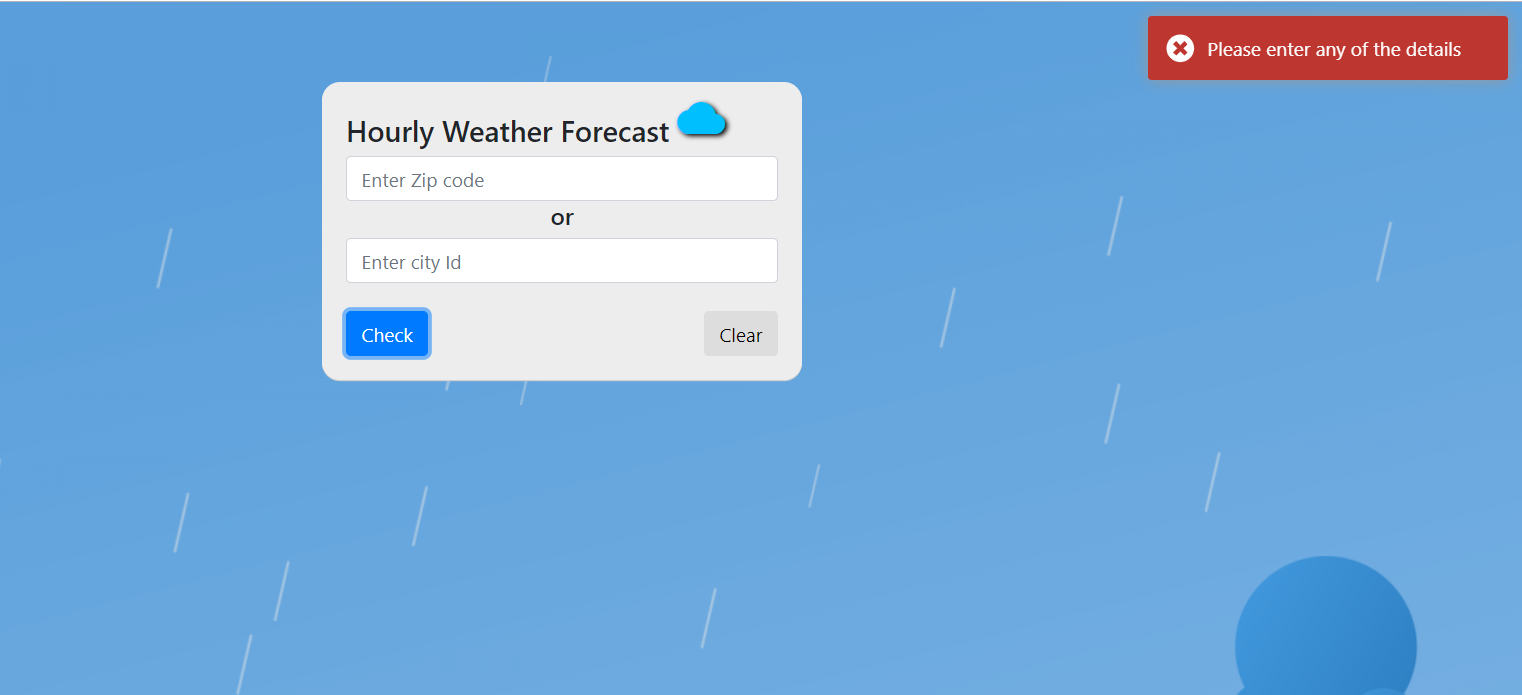 Please enter any of the details
Hourly Weather Forecast
Enter Zip code
or
Enter city Id
Check
Clear